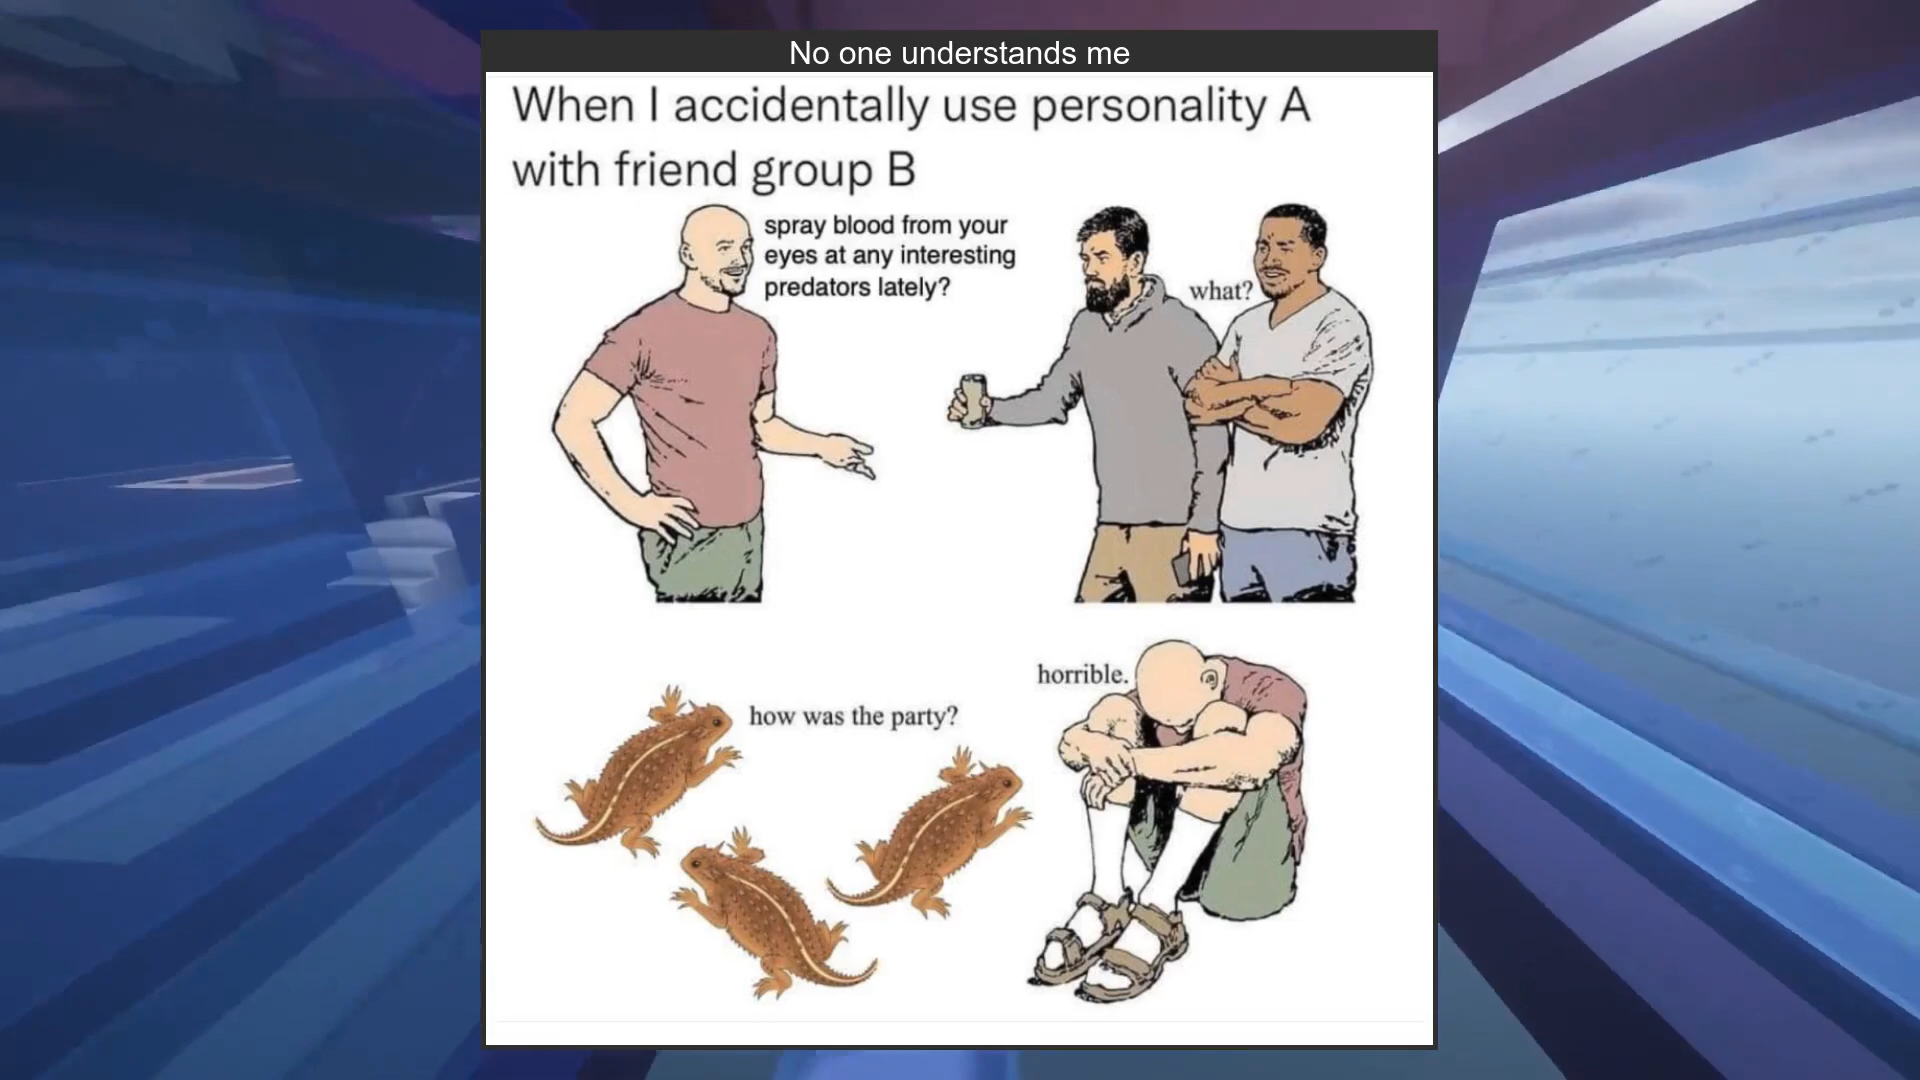 No one understands me
When I accidentally use personality A
with friend group B
spray blood from your
eyes at any interesting
predators lately?
what?
how was the party?
horrible.